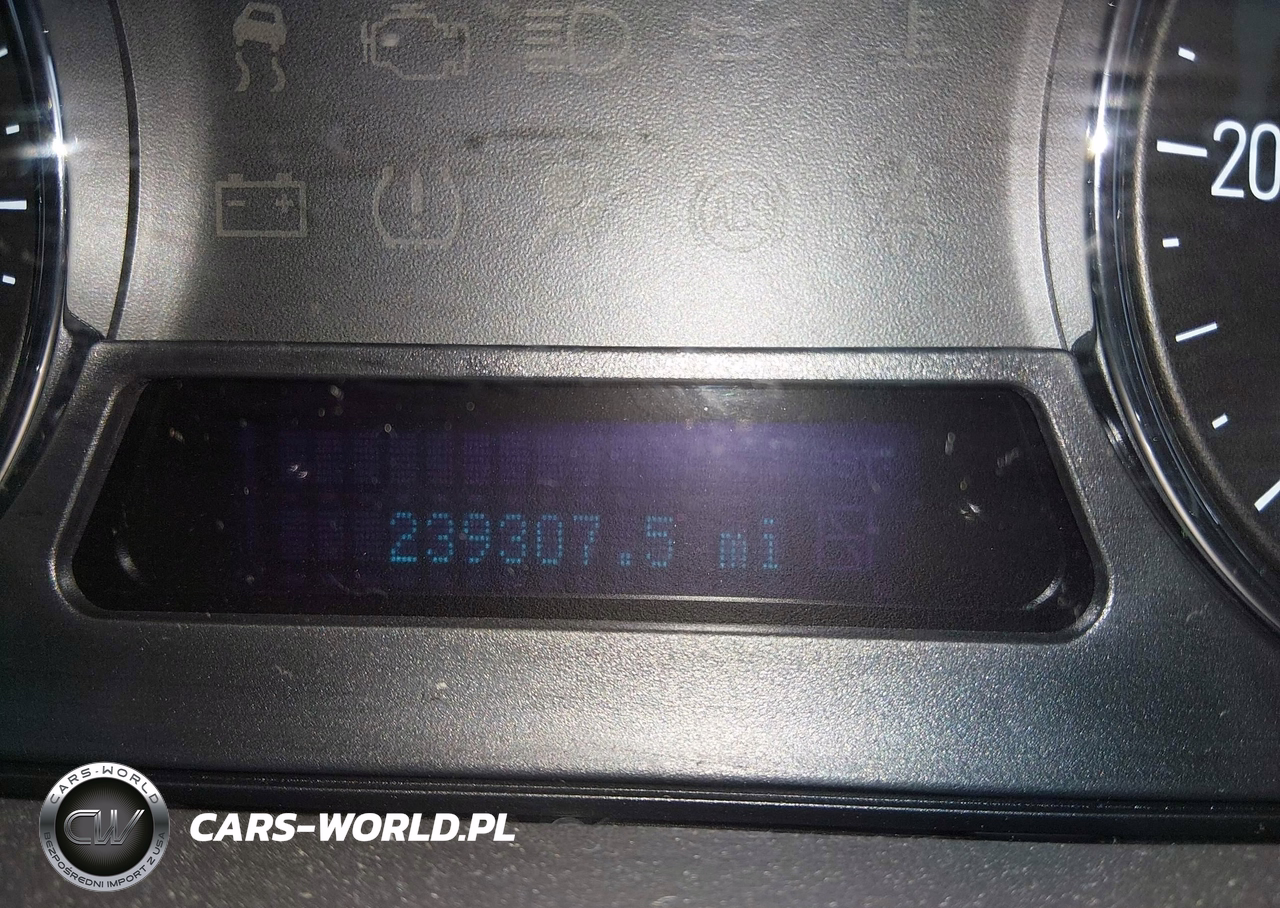 20
239307.5 mi
CARS-WORLD
CW
BEZPOŚREDNI IMPORT Z USA
CARS-WORLD.PL